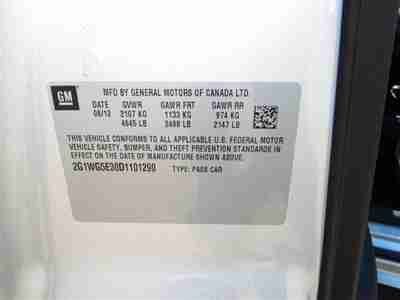 GM
MFD BY GENERAL MOTORS OF CANADA LTD.
DATE GVWR GAWR FRT GAWR RR
08/12 2107 KG 1133 KG 974 KG
4645 LB 2498 LB 2147 LB
THIS VEHICLE CONFORMS TO ALL APPLICABLE U.S. FEDERAL MOTOR
VEHICLE SAFETY, BUMPER, AND THEFT PREVENTION STANDARDS IN
EFFECT ON THE DATE OF MANUFACTURE SHOWN ABOVE.
2G1WG5E30D1101290
TYPE: PASS CAR